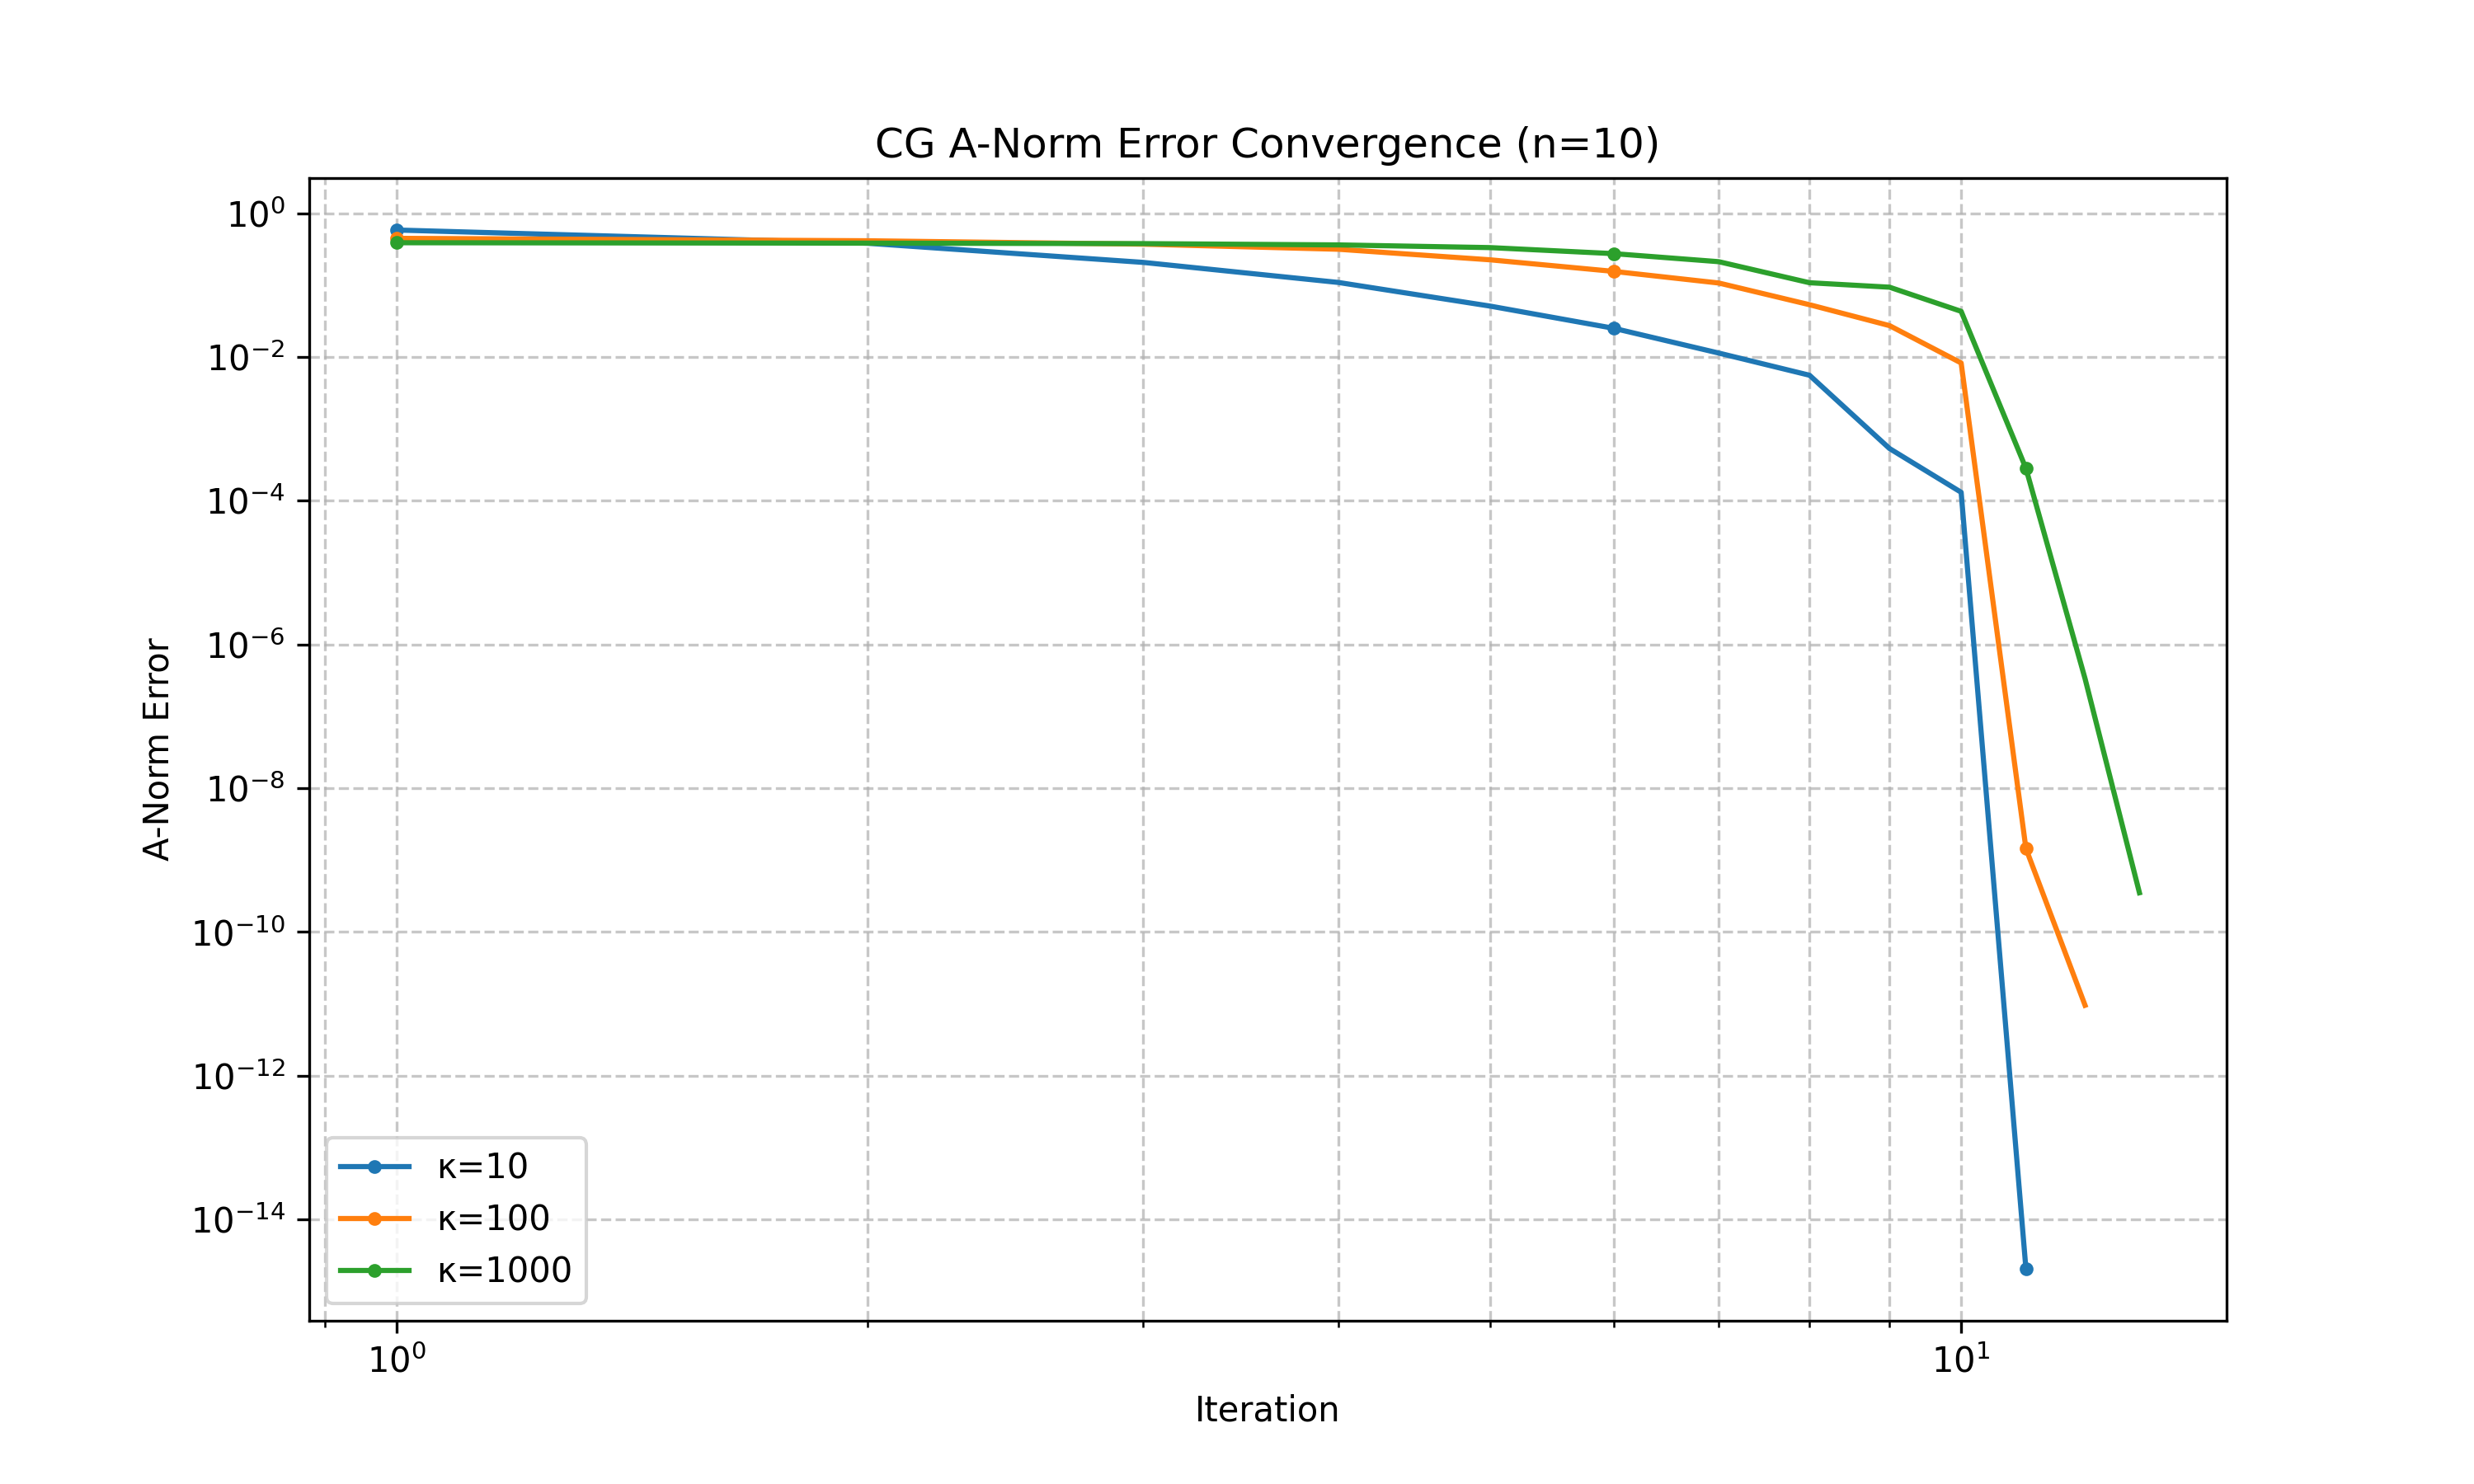 CG A-Norm Error Convergence (n=10)
A-Norm Error
10⁰
10⁻²
10⁻⁴
10⁻⁶
10⁻⁸
10⁻¹⁰
10⁻¹²
10⁻¹⁴
κ=10
κ=100
κ=1000
10⁰ 10¹
Iteration